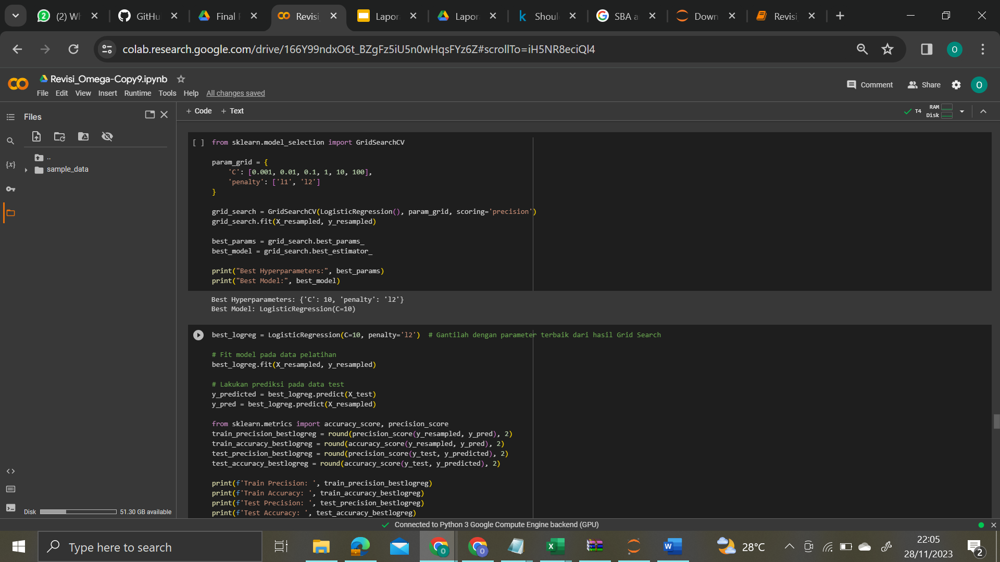 (2) Wh
GitHu
Final
Revisi
Lapor
Lapor
Shoul
SBA a
Down
Revisi
colab.research.google.com/drive/166Y99ndxO6t_BZgFz5iU5n0wHqsFYz6Z#scrollTo=iH5NR8eciQl4
O
Revisi_Omega-Copy9.ipynb
Comment
Share
O
File Edit View Insert Runtime Tools Help All changes saved
Files
+ Code + Text
T4
RAM
Disk
..
sample_data
{x}
[ ] from sklearn.model_selection import GridSearchCV
param_grid = {
'C': [0.001, 0.01, 0.1, 1, 10, 100],
'penalty': ['l1', 'l2']
}
grid_search = GridSearchCV(LogisticRegression(), param_grid, scoring='precision')
grid_search.fit(X_resampled, y_resampled)
best_params = grid_search.best_params_
best_model = grid_search.best_estimator_
print("Best Hyperparameters:", best_params)
print("Best Model:", best_model)
Best Hyperparameters: {'C': 10, 'penalty': 'l2'}
Best Model: LogisticRegression(C=10)
best_logreg = LogisticRegression(C=10, penalty='l2') # Gantilah dengan parameter terbaik dari hasil Grid Search
# Fit model pada data pelatihan
best_logreg.fit(X_resampled, y_resampled)
# Lakukan prediksi pada data test
y_predicted = best_logreg.predict(X_test)
y_pred = best_logreg.predict(X_resampled)
from sklearn.metrics import accuracy_score, precision_score
train_precision_bestlogreg = round(precision_score(y_resampled, y_pred), 2)
train_accuracy_bestlogreg = round(accuracy_score(y_resampled, y_pred), 2)
test_precision_bestlogreg = round(precision_score(y_test, y_predicted), 2)
test_accuracy_bestlogreg = round(accuracy_score(y_test, y_predicted), 2)
print(f'Train Precision: ', train_precision_bestlogreg)
print(f'Train Accuracy: ', train_accuracy_bestlogreg)
print(f'Test Precision: ', test_precision_bestlogreg)
print(f'Test Accuracy: ', test_accuracy_bestlogreg)
Disk 51.30 GB available
Connected to Python 3 Google Compute Engine backend (GPU)
Type here to search
28°C
22:05
28/11/2023
2